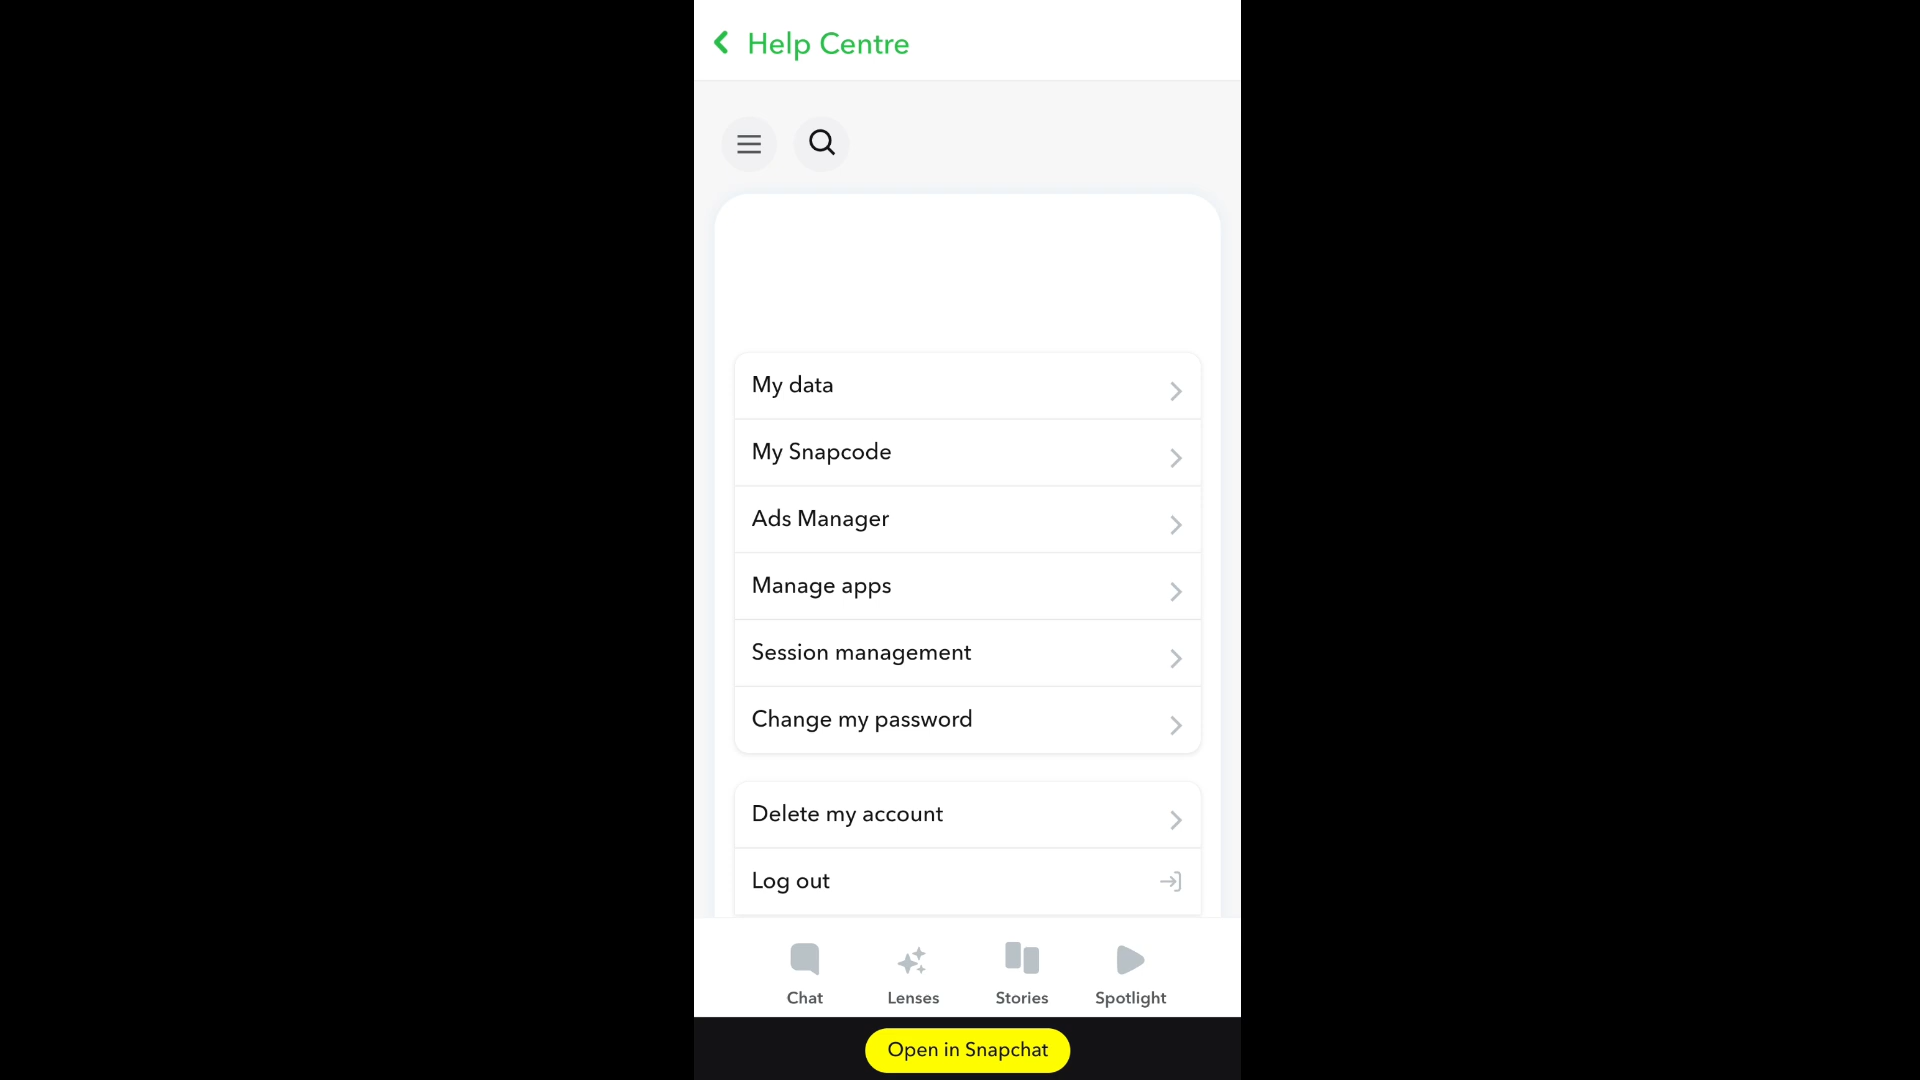 Help Centre
My data
My Snapcode
Ads Manager
Manage apps
Session management
Change my password
Delete my account
Log out
Chat
Lenses
Stories
Spotlight
Open in Snapchat